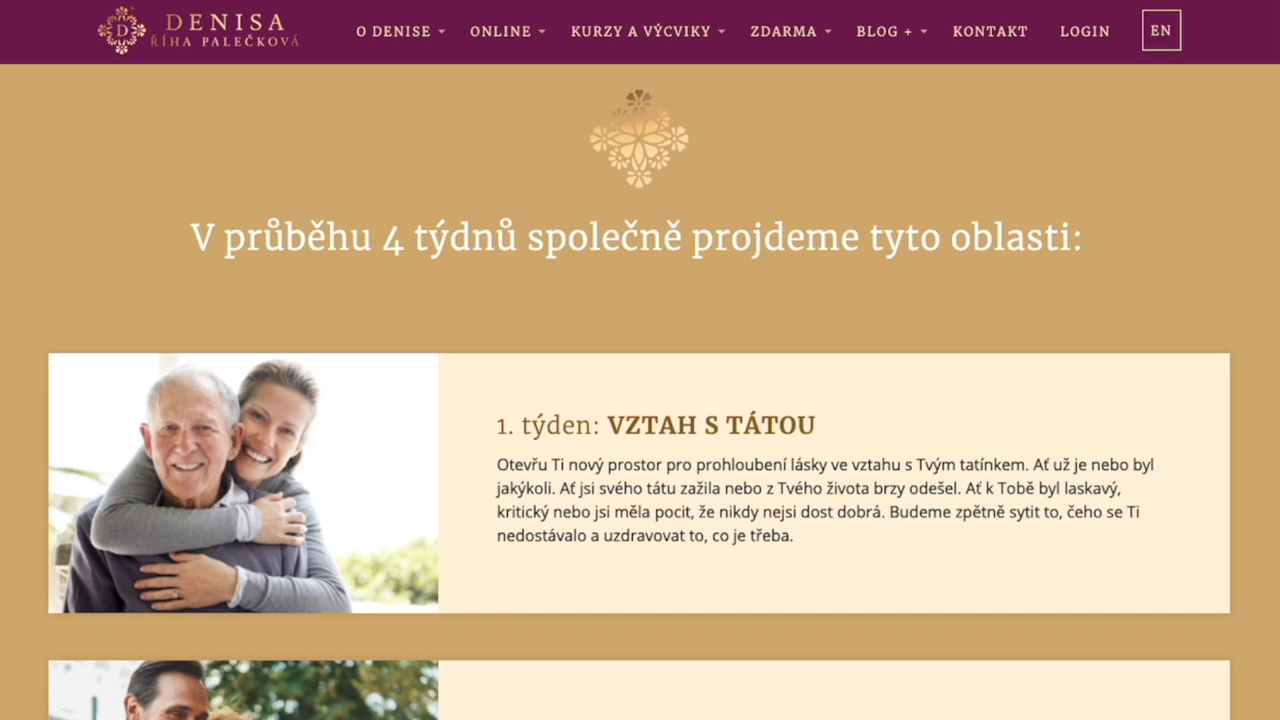 DENISA
ŘÍHA PALEČKOVÁ
O DENISE
ONLINE
KURZY A VÝCVIKY
ZDARMA
BLOG +
KONTAKT
LOGIN
EN
V průběhu 4 týdnů společně projdeme tyto oblasti:
1. týden: VZTAH S TÁTOU
Otevřu Ti nový prostor pro prohloubení lásky ve vztahu s Tvým tatínkem. Ať už je nebo byl
jakýkoli. Ať jsi svého tátu zažila nebo z Tvého života brzy odešel. Ať k Tobě byl laskavý,
kritický nebo jsi měla pocit, že nikdy nejsi dost dobrá. Budeme zpětně sytit to, čeho se Ti
nedostávalo a uzdravovat to, co je třeba.